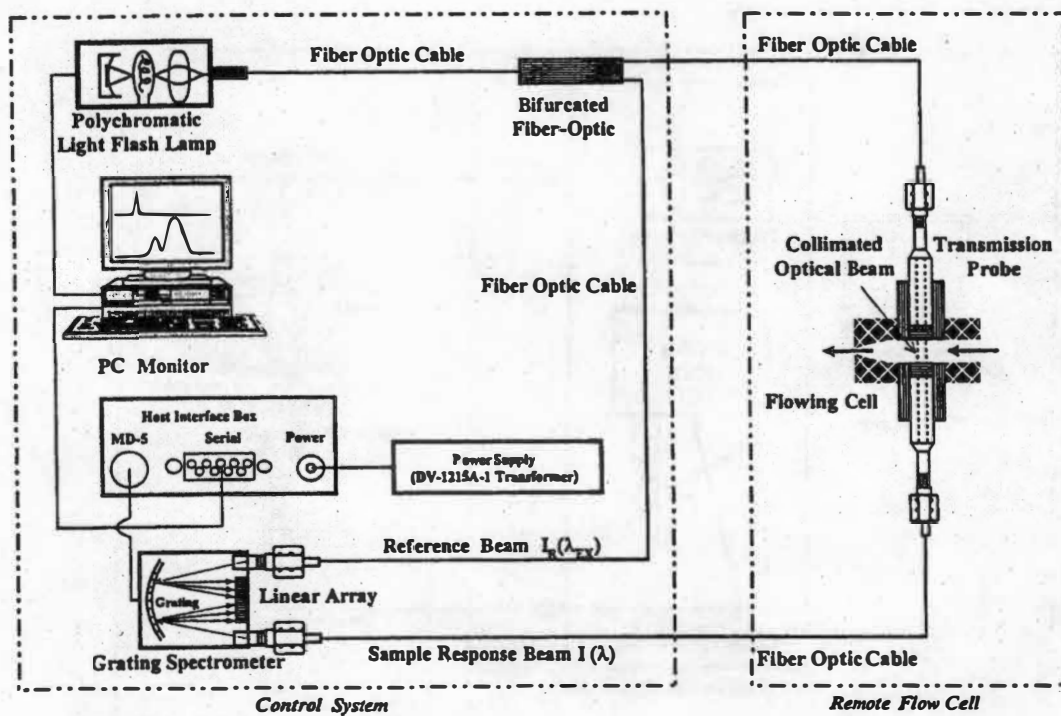 Fiber Optic Cable
Fiber Optic Cable
Polychromatic
Light Flash Lamp
Bifurcated
Fiber-Optic
Collimated
Optical Beam
Transmission
Probe
Fiber Optic Cable
PC Monitor
Flowing Cell
Host Interface Box
MD-5
Serial
Power
Power Supply
(DV-1215A-1 Transformer)
Reference Beam I_R(λ_EX)
Grating
Linear Array
Grating Spectrometer
Sample Response Beam I (λ)
Fiber Optic Cable
Control System
Remote Flow Cell